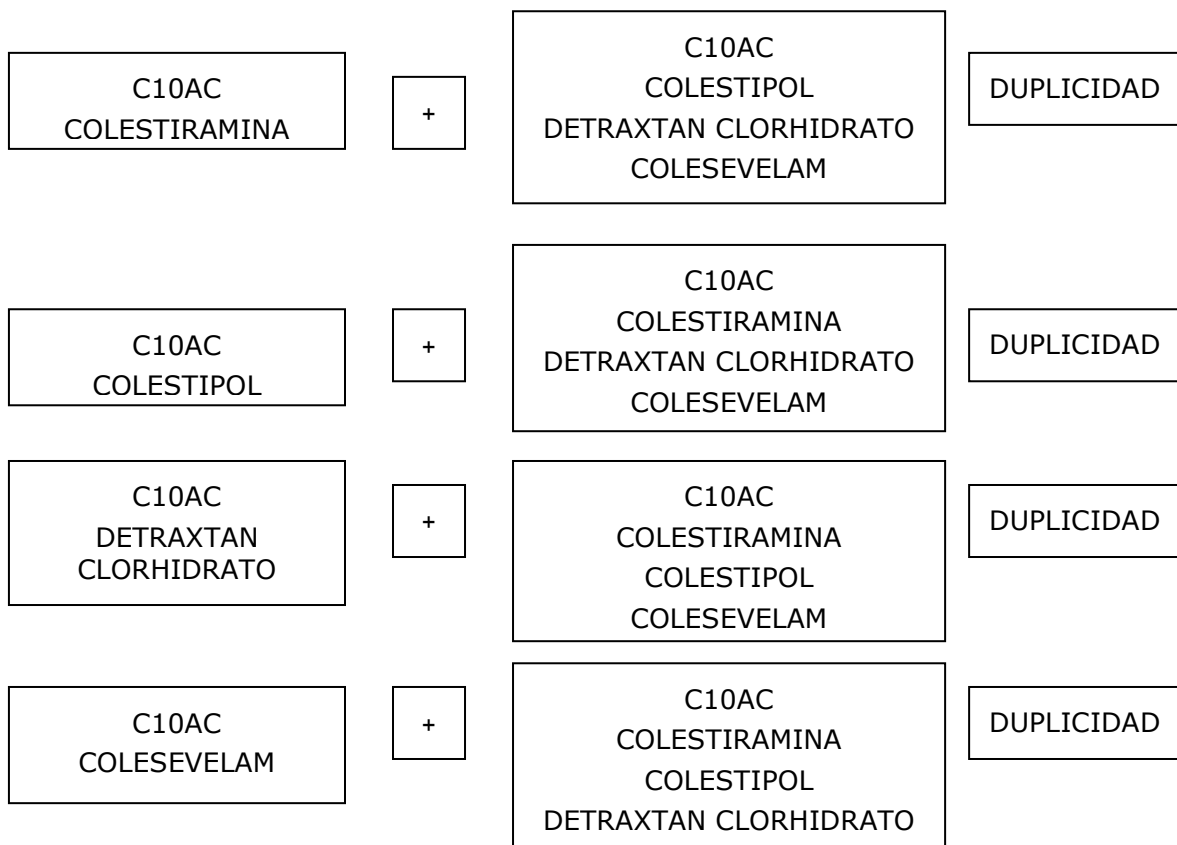 C10AC
COLESTIRAMINA
+
C10AC
COLESTIPOL
DETRAXTAN CLORHIDRATO
COLESEVELAM
DUPLICIDAD
C10AC
COLESTIPOL
+
C10AC
COLESTIRAMINA
DETRAXTAN CLORHIDRATO
COLESEVELAM
DUPLICIDAD
C10AC
DETRAXTAN
CLORHIDRATO
+
C10AC
COLESTIRAMINA
COLESTIPOL
COLESEVELAM
DUPLICIDAD
C10AC
COLESEVELAM
+
C10AC
COLESTIRAMINA
COLESTIPOL
DETRAXTAN CLORHIDRATO
DUPLICIDAD